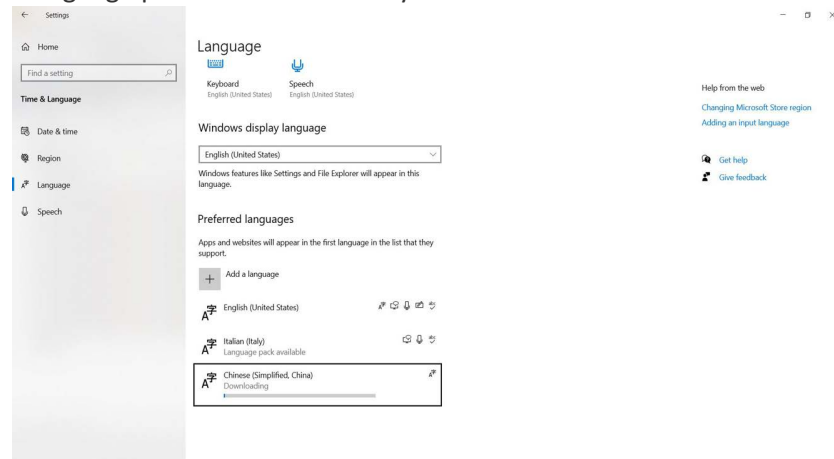 Settings
Home
Find a setting
Time & Language
Date & time
Region
Language
Speech
Language
Keyboard
English (United States)
Speech
English (United States)
Windows display language
English (United States)
Windows features like Settings and File Explorer will appear in this
language.
Preferred languages
Apps and websites will appear in the first language in the list that they
support.
Add a language
English (United States)
Italian (Italy)
Language pack available
Chinese (Simplified, China)
Downloading
Help from the web
Changing Microsoft Store region
Adding an input language
Get help
Give feedback